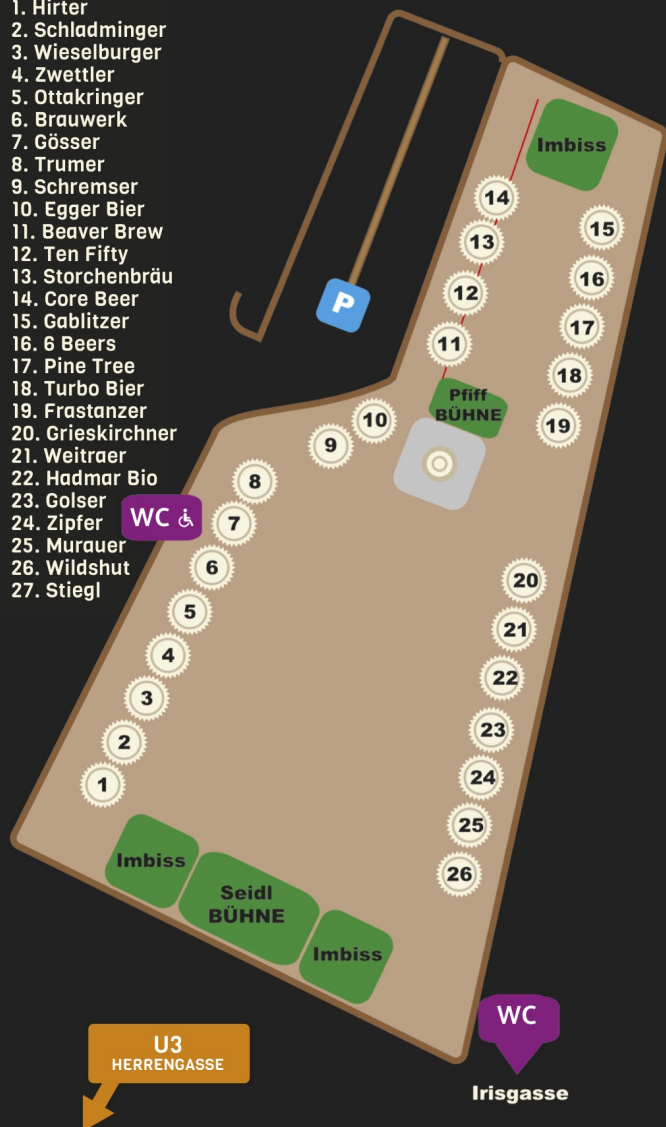 1. Hirter
2. Schladminger
3. Wieselburger
4. Zwettler
5. Ottakringer
6. Brauwerk
7. Gösser
8. Trumer
9. Schremser
10. Egger Bier
11. Beaver Brew
12. Ten Fifty
13. Storchenbräu
14. Core Beer
15. Gablitzer
16. 6 Beers
17. Pine Tree
18. Turbo Bier
19. Frastanzer
20. Grieskirchner
21. Weitraer
22. Hadmar Bio
23. Golser
24. Zipfer
25. Murauer
26. Wildshut
27. Stiegl
Imbiss
14
15
13
16
12
P
17
11
18
Pfiff
BÜHNE
10
19
9
8
WC
7
6
20
5
21
4
22
3
23
2
24
1
25
26
Imbiss
Seidl
BÜHNE
Imbiss
WC
Irisgasse
U3
HERRENGASSE